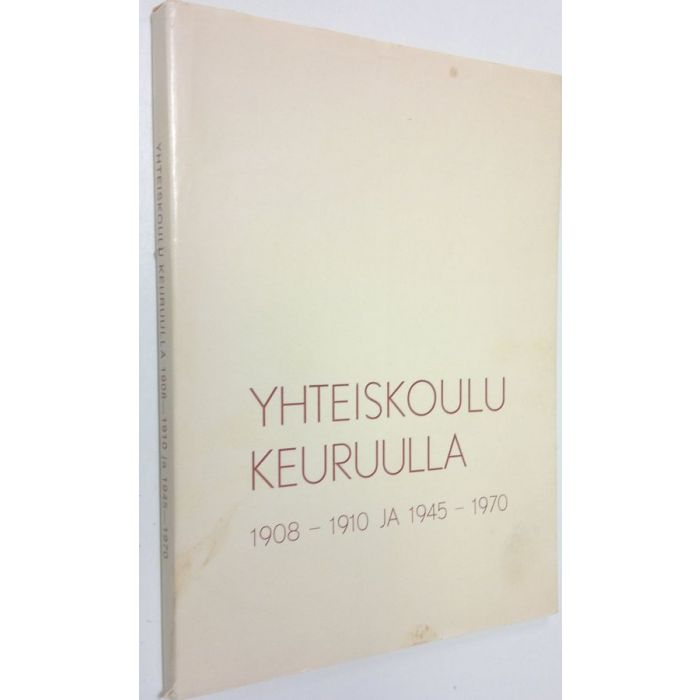 YHTEISKOULU
KEURUULLA
1908 – 1910 JA 1945 – 1970
YHTEISKOULU KEURUULLA 1908–1910 ja 1945–1970